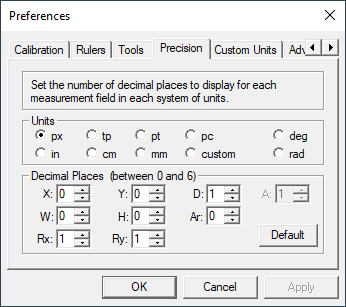 Preferences
Calibration Rulers Tools Precision Custom Units Adv
Set the number of decimal places to display for each
measurement field in each system of units.
Units
px tp pt pc deg
in cm mm custom rad
Decimal Places (between 0 and 6)
X: 0 Y: 0 D: 1 A: 1
W: 0 H: 0 Ar: 0
Rx: 1 Ry: 1
Default
OK Cancel Apply